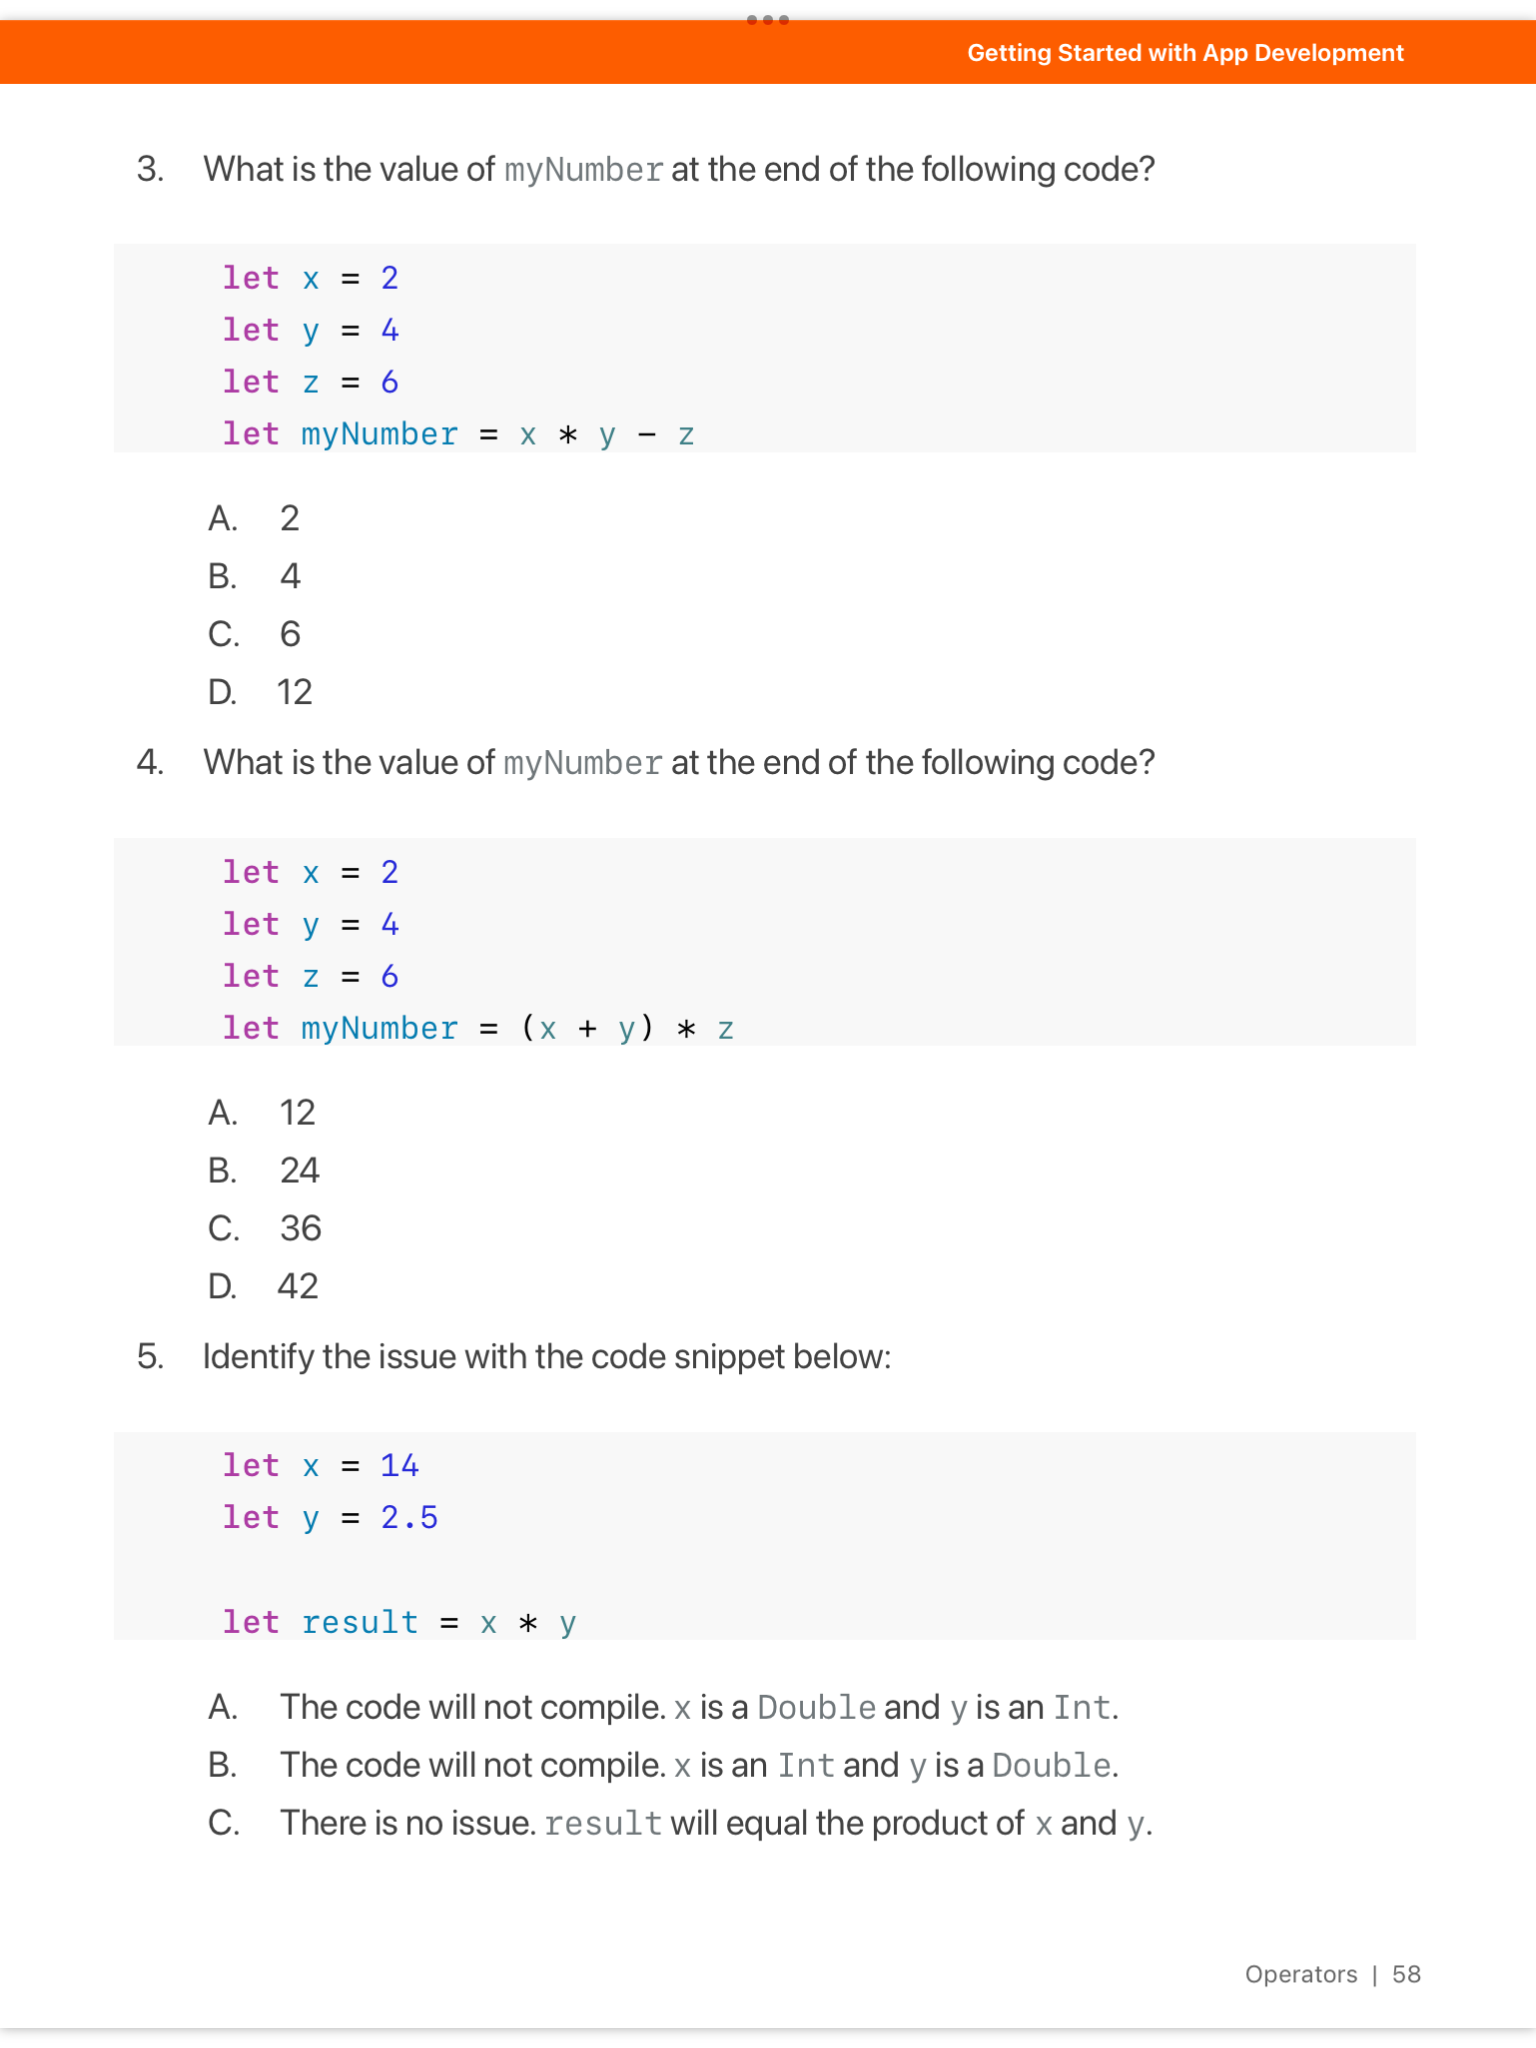 Getting Started with App Development
3. What is the value of myNumber at the end of the following code?
let x = 2
let y = 4
let z = 6
let myNumber = x * y - z
A. 2
B. 4
C. 6
D. 12
4. What is the value of myNumber at the end of the following code?
let x = 2
let y = 4
let z = 6
let myNumber = (x + y) * z
A. 12
B. 24
C. 36
D. 42
5. Identify the issue with the code snippet below:
let x = 14
let y = 2.5
let result = x * y
A. The code will not compile. x is a Double and y is an Int.
B. The code will not compile. x is an Int and y is a Double.
C. There is no issue. result will equal the product of x and y.
Operators | 58